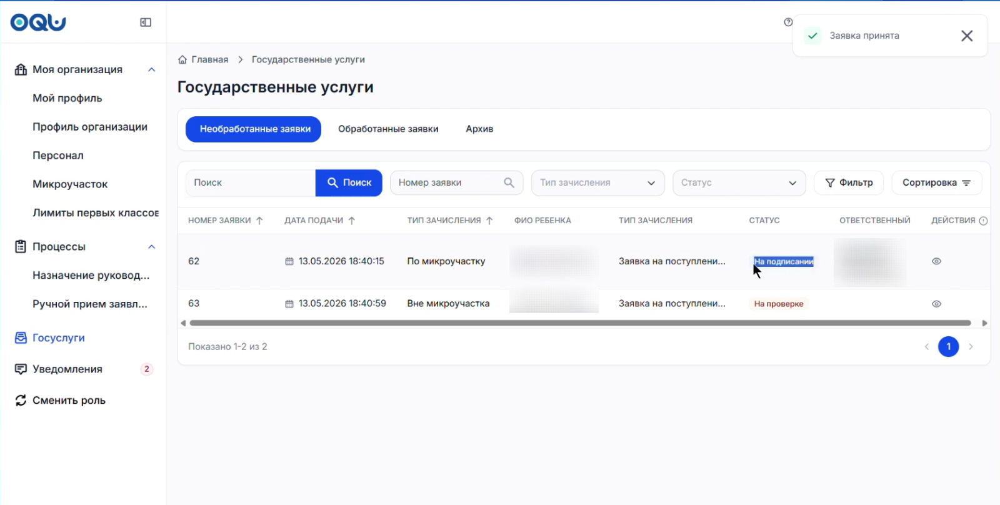 OQU
Заявка принята
Моя организация
Мой профиль
Профиль организации
Персонал
Микроучасток
Лимиты первых классов
Процессы
Назначение руковод...
Ручной прием заявл...
Госуслуги
Уведомления 2
Сменить роль
Главная > Государственные услуги
Государственные услуги
Необработанные заявки Обработанные заявки Архив
Поиск Поиск Номер заявки Тип зачисления Статус Фильтр Сортировка
НОМЕР ЗАЯВКИ ДАТА ПОДАЧИ ТИП ЗАЧИСЛЕНИЯ ФИО РЕБЕНКА ТИП ЗАЧИСЛЕНИЯ СТАТУС ОТВЕТСТВЕННЫЙ ДЕЙСТВИЯ
62 13.05.2026 18:40:15 По микроучастку Заявка на поступлени... На подписании
63 13.05.2026 18:40:59 Вне микроучастка Заявка на поступлени... На проверке
Показано 1-2 из 2
1